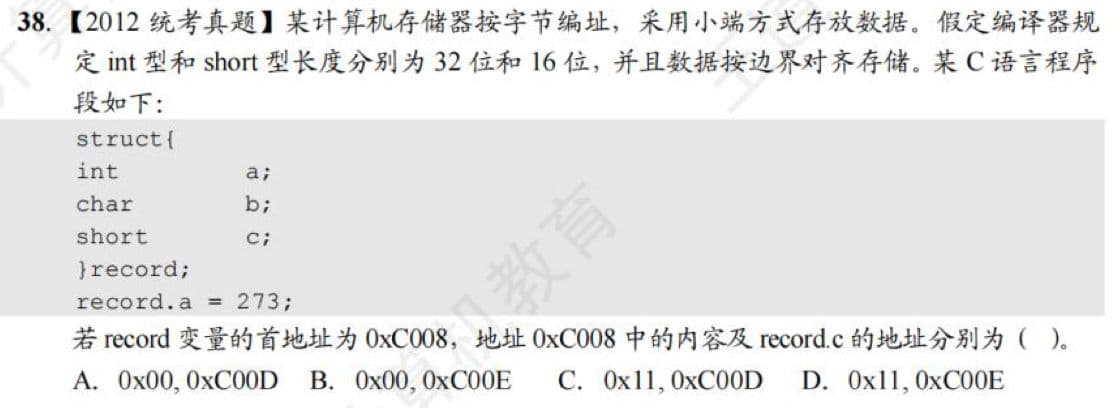 38. 【2012 统考真题】某计算机存储器按字节编址，采用小端方式存放数据。假定编译器规
定 int 型和 short 型长度分别为 32 位和 16 位，并且数据按边界对齐存储。某 C 语言程序
段如下：
struct{
int a;
char b;
short c;
}record;
record.a = 273;
若 record 变量的首地址为 0xC008，地址 0xC008 中的内容及 record.c 的地址分别为（ ）。
A. 0x00, 0xC00D B. 0x00, 0xC00E C. 0x11, 0xC00D D. 0x11, 0xC00E